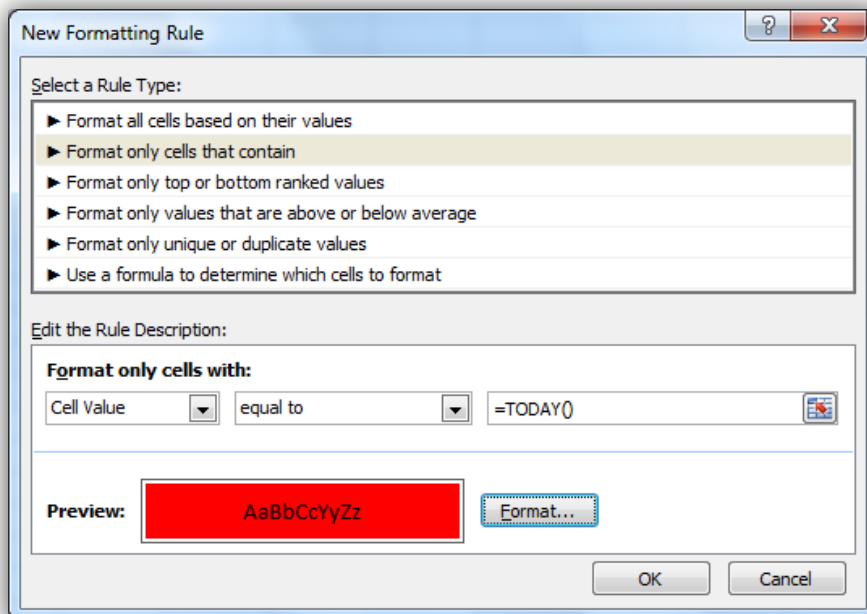 New Formatting Rule
Select a Rule Type:
► Format all cells based on their values
► Format only cells that contain
► Format only top or bottom ranked values
► Format only values that are above or below average
► Format only unique or duplicate values
► Use a formula to determine which cells to format
Edit the Rule Description:
Format only cells with:
Cell Value equal to =TODAY()
Preview: AaBbCcYyZz Format...
OK Cancel